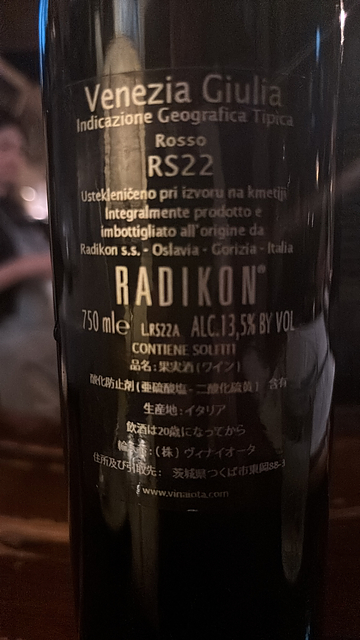 Venezia Giulia
Indicazione Geografica Tipica
Rosso
RS22
Ustekleničeno pri izvoru na kmetiji
Integralmente prodotto e
imbottigliato all'origine da
Radikon s.s. - Oslavia - Gorizia - Italia
RADIKON®
750 mle LRS22A ALC.13,5% BY VOL
CONTIENE SOLFITI
品名:果実酒(ワイン)
酸化防止剤(亜硫酸塩・二酸化硫黄) 含有
生産地:イタリア
飲酒は20歳になってから
(株)ヴィナイオータ
住所及び引取先: 茨城県つくば市東岡88-3
www.vinaiota.com